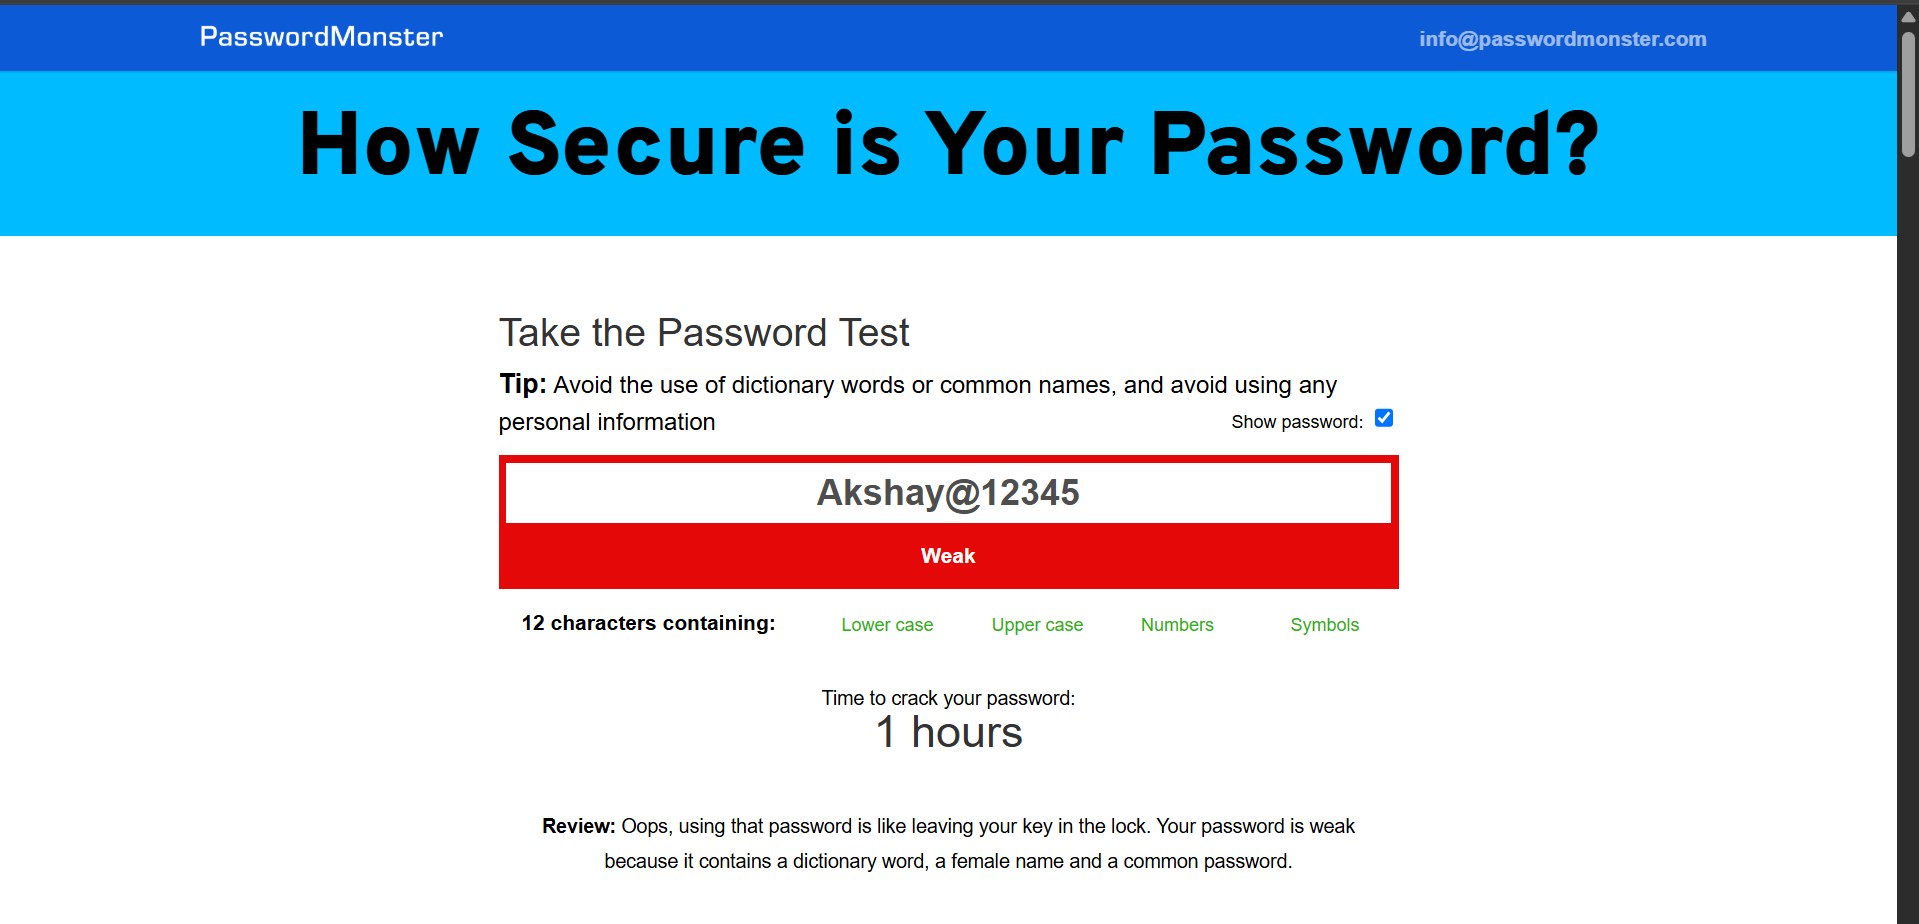 PasswordMonster
info@passwordmonster.com
How Secure is Your Password?
Take the Password Test
Tip: Avoid the use of dictionary words or common names, and avoid using any
personal information
Show password:
Akshay@12345
Weak
12 characters containing:
Lower case
Upper case
Numbers
Symbols
Time to crack your password:
1 hours
Review: Oops, using that password is like leaving your key in the lock. Your password is weak
because it contains a dictionary word, a female name and a common password.